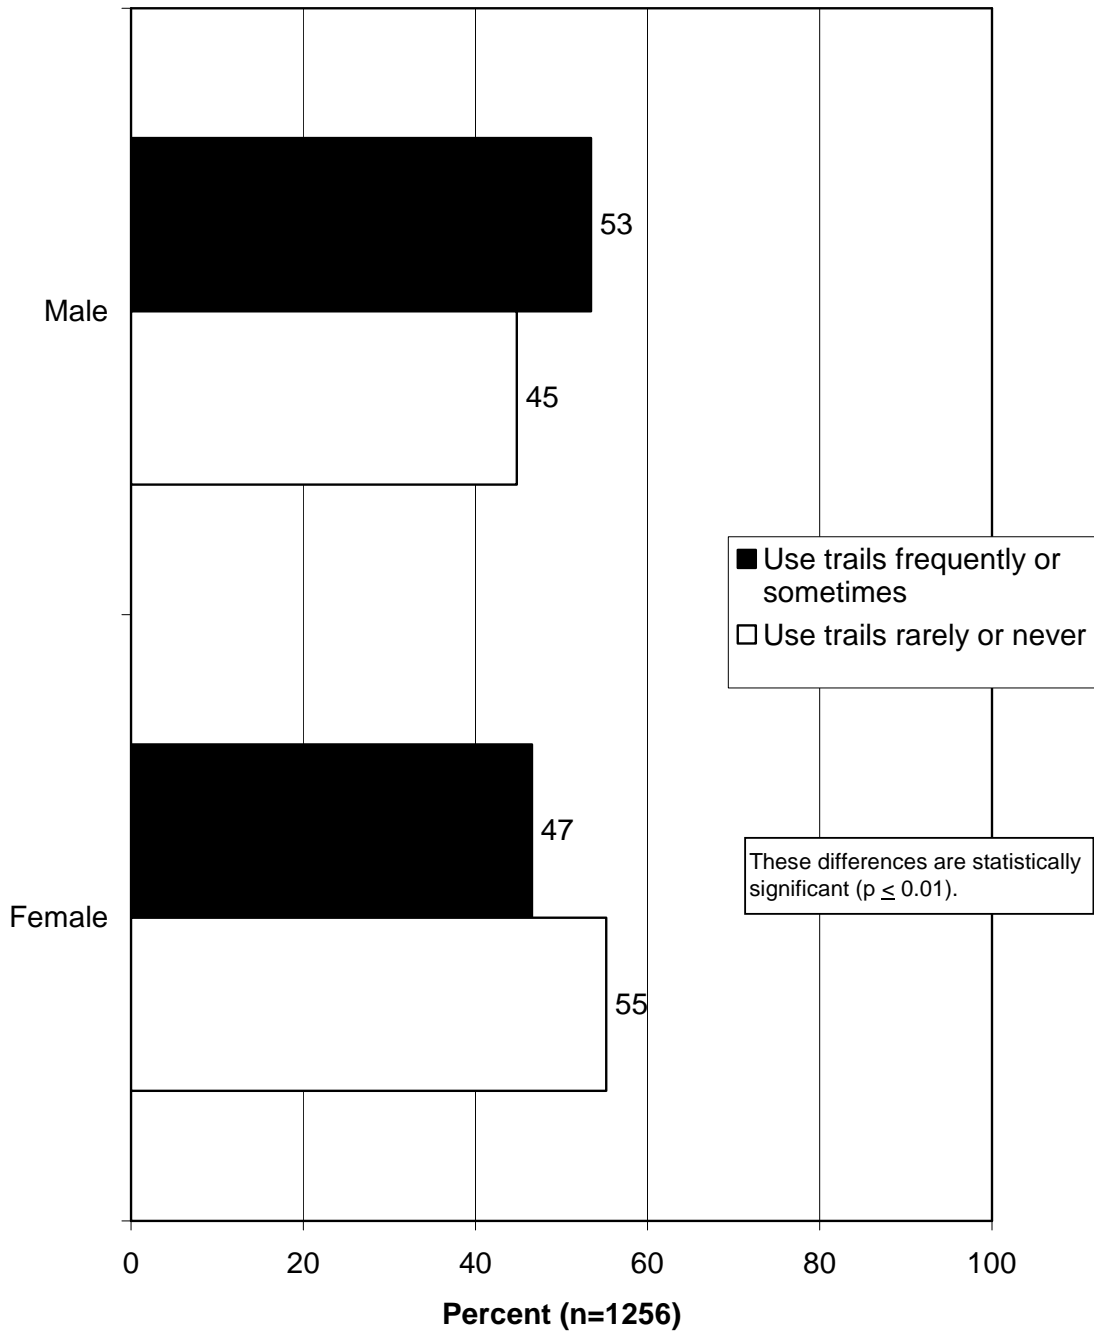 53
Male
45
Use trails frequently or
sometimes
Use trails rarely or never
47
These differences are statistically
significant (p ≤ 0.01).
Female
55
0 20 40 60 80 100
Percent (n=1256)